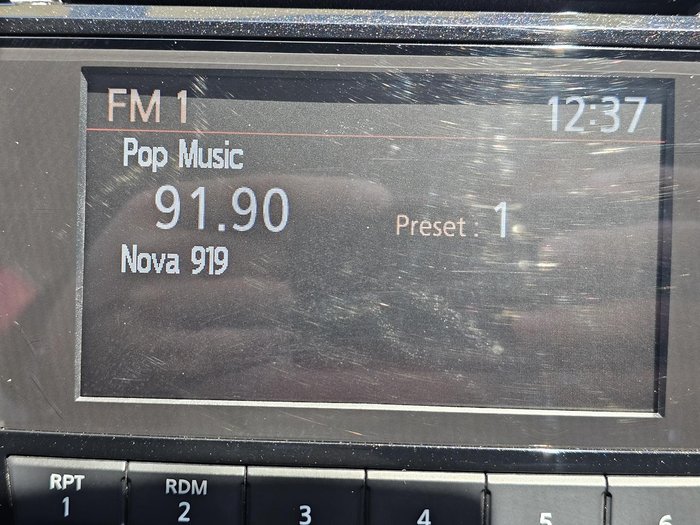 FM 1 12:37
Pop Music
91.90 Preset : 1
Nova 919
RPT RDM
1 2 3 4 5 6